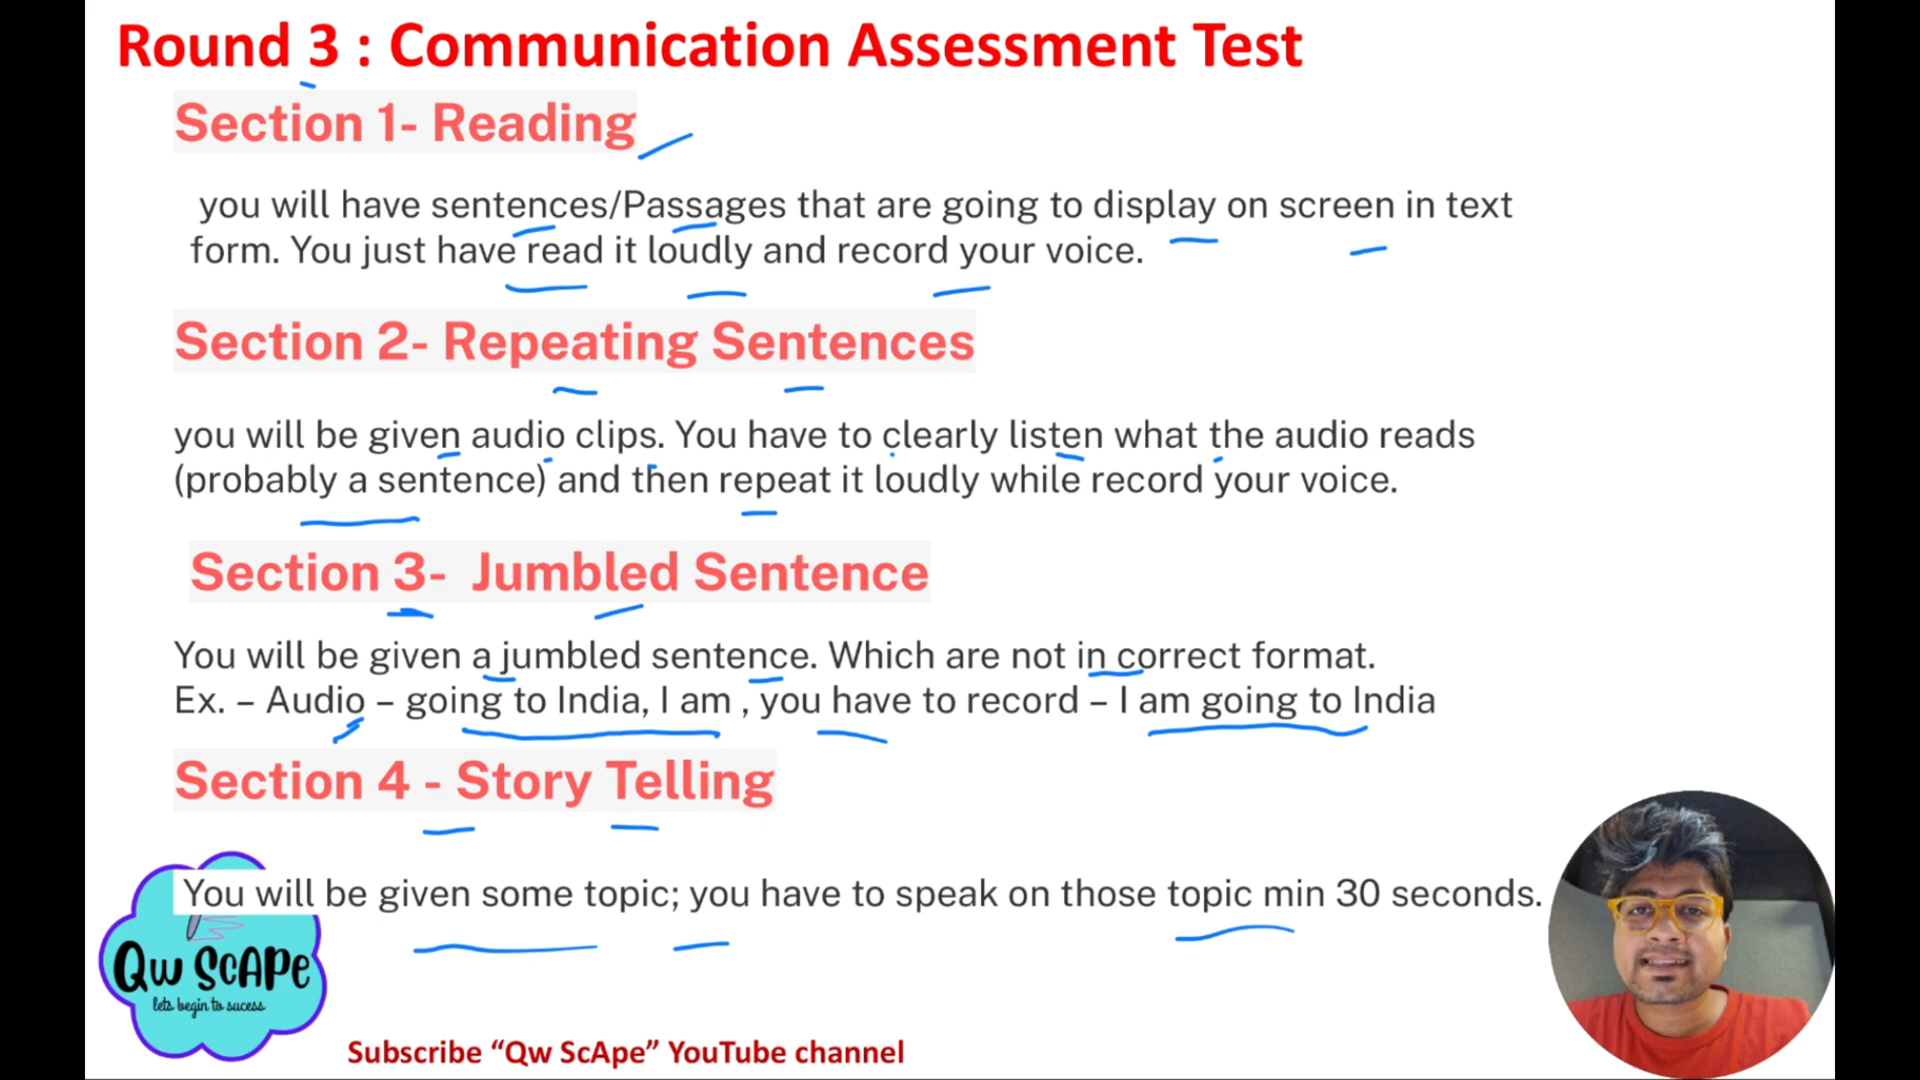 Round 3 : Communication Assessment Test
Section 1- Reading
you will have sentences/Passages that are going to display on screen in text
form. You just have read it loudly and record your voice.
Section 2- Repeating Sentences
you will be given audio clips. You have to clearly listen what the audio reads
(probably a sentence) and then repeat it loudly while record your voice.
Section 3-  Jumbled Sentence
You will be given a jumbled sentence. Which are not in correct format.
Ex. – Audio – going to India, I am , you have to record – I am going to India
Section 4 - Story Telling
You will be given some topic; you have to speak on those topic min 30 seconds.
Qw ScApe
lets begin to sucess
Subscribe “Qw ScApe” YouTube channel